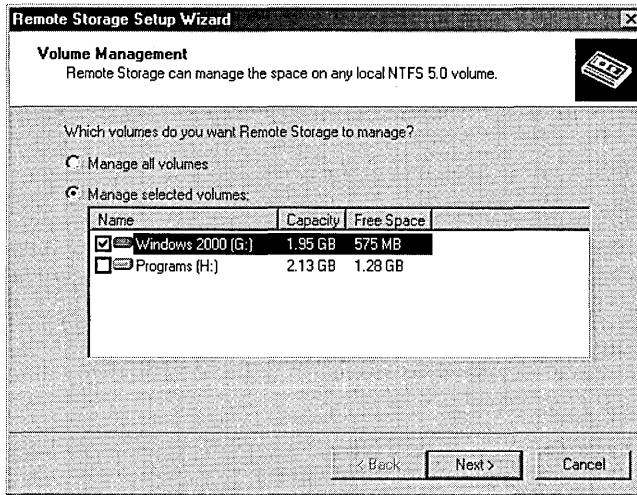 Remote Storage Setup Wizard
Volume Management
Remote Storage can manage the space on any local NTFS 5.0 volume.
Which volumes do you want Remote Storage to manage?
Manage all volumes
Manage selected volumes:
Name Capacity Free Space
Windows 2000 (G:) 1.95 GB 575 MB
Programs (H:) 2.13 GB 1.28 GB
< Back Next > Cancel